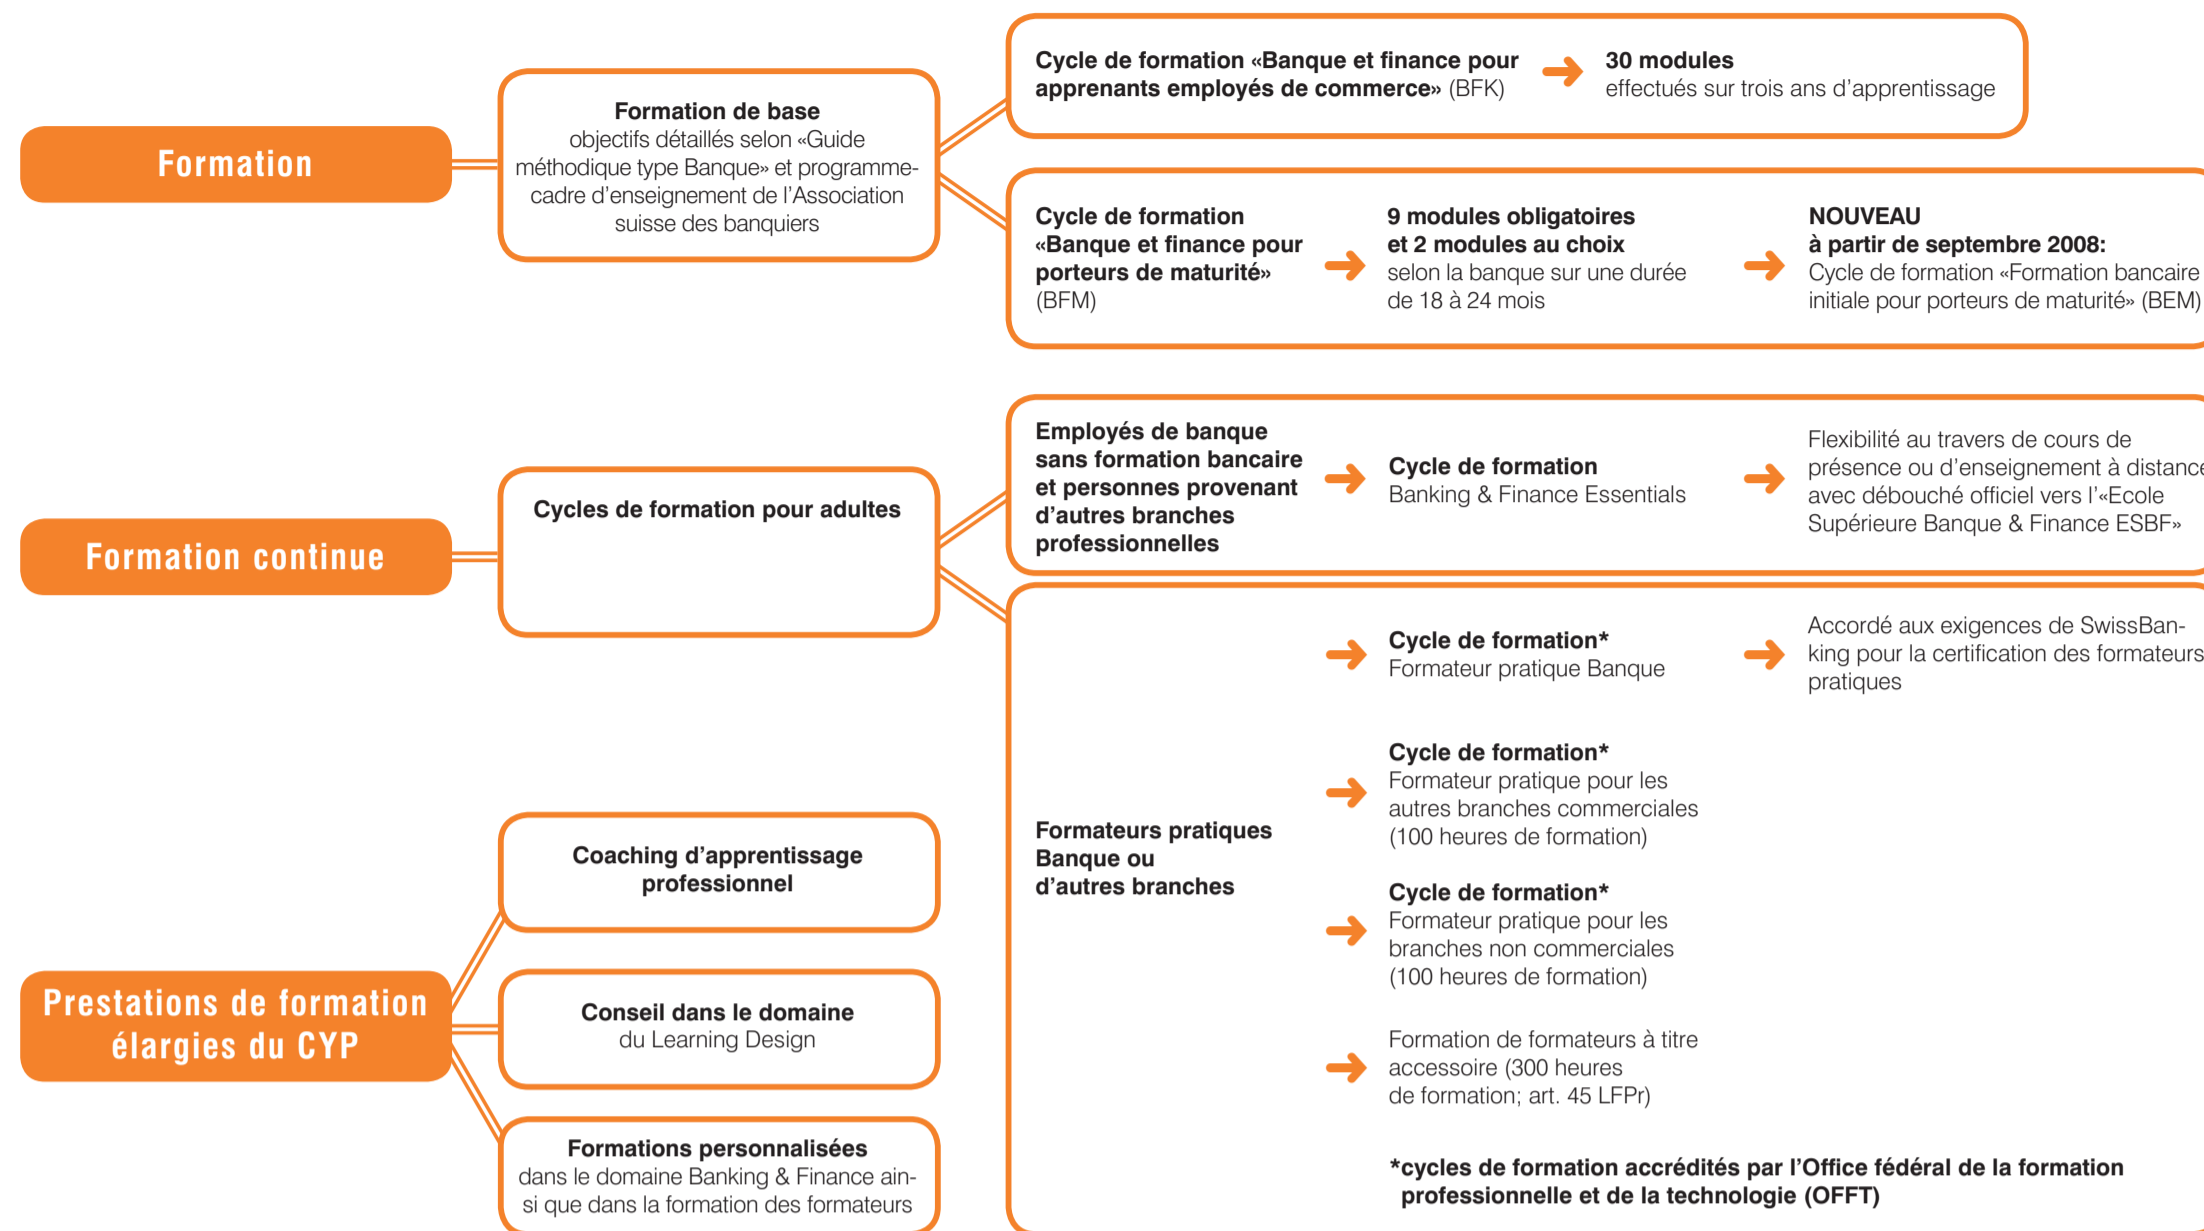 Formation
Formation de base
objectifs détaillés selon «Guide
méthodique type Banque» et programme-
cadre d'enseignement de l'Association
suisse des banquiers
Cycle de formation «Banque et finance pour
apprenants employés de commerce» (BFK)
30 modules
effectués sur trois ans d'apprentissage
Cycle de formation
«Banque et finance pour
porteurs de maturité»
(BFM)
9 modules obligatoires
et 2 modules au choix
selon la banque sur une durée
de 18 à 24 mois
NOUVEAU
à partir de septembre 2008:
Cycle de formation «Formation bancaire
initiale pour porteurs de maturité» (BEM)
Formation continue
Cycles de formation pour adultes
Employés de banque
sans formation bancaire
et personnes provenant
d'autres branches
professionnelles
Cycle de formation
Banking & Finance Essentials
Flexibilité au travers de cours de
présence ou d'enseignement à distance
avec débouché officiel vers l'«Ecole
Supérieure Banque & Finance ESBF»
Formateurs pratiques
Banque ou
d'autres branches
Cycle de formation*
Formateur pratique Banque
Accordé aux exigences de SwissBan-
king pour la certification des formateurs
pratiques
Cycle de formation*
Formateur pratique pour les
autres branches commerciales
(100 heures de formation)
Cycle de formation*
Formateur pratique pour les
branches non commerciales
(100 heures de formation)
Formation de formateurs à titre
accessoire (300 heures
de formation; art. 45 LFPr)
*cycles de formation accrédités par l'Office fédéral de la formation
professionnelle et de la technologie (OFFT)
Prestations de formation
élargies du CYP
Coaching d'apprentissage
professionnel
Conseil dans le domaine
du Learning Design
Formations personnalisées
dans le domaine Banking & Finance ain-
si que dans la formation des formateurs